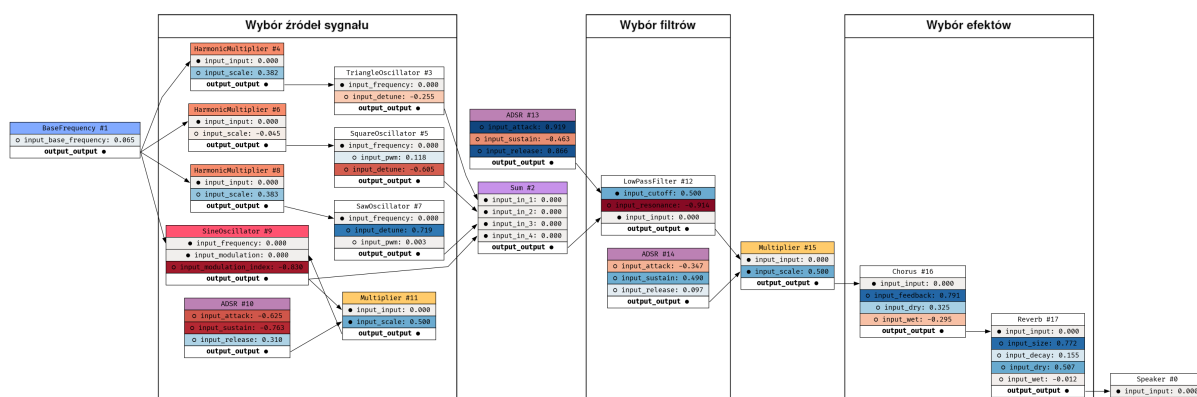 Wybór źródeł sygnału
Wybór filtrów
Wybór efektów
BaseFrequency #1
input_base_frequency: 0.065
output_output
HarmonicMultiplier #4
input_input: 0.000
input_scale: 0.382
output_output
HarmonicMultiplier #6
input_input: 0.000
input_scale: -0.045
output_output
HarmonicMultiplier #8
input_input: 0.000
input_scale: 0.383
output_output
SineOscillator #9
input_frequency: 0.000
input_modulation: 0.000
input_modulation_index: -0.830
output_output
ADSR #10
input_attack: -0.625
input_sustain: -0.763
input_release: 0.310
output_output
TriangleOscillator #3
input_frequency: 0.000
input_detune: -0.255
output_output
SquareOscillator #5
input_frequency: 0.000
input_pwm: 0.118
input_detune: -0.605
output_output
SawOscillator #7
input_frequency: 0.000
input_detune: 0.719
input_pwm: 0.003
output_output
Multiplier #11
input_input: 0.000
input_scale: 0.500
output_output
ADSR #13
input_attack: 0.919
input_sustain: -0.463
input_release: 0.866
output_output
Sum #2
input_in_1: 0.000
input_in_2: 0.000
input_in_3: 0.000
input_in_4: 0.000
output_output
LowPassFilter #12
input_cutoff: 0.500
input_resonance: -0.914
input_input: 0.000
output_output
ADSR #14
input_attack: -0.347
input_sustain: 0.490
input_release: 0.097
output_output
Multiplier #15
input_input: 0.000
input_scale: 0.500
output_output
Chorus #16
input_input: 0.000
input_feedback: 0.791
input_dry: 0.325
input_wet: -0.295
output_output
Reverb #17
input_input: 0.000
input_size: 0.772
input_decay: 0.155
input_dry: 0.507
input_wet: -0.012
output_output
Speaker #0
input_input: 0.000